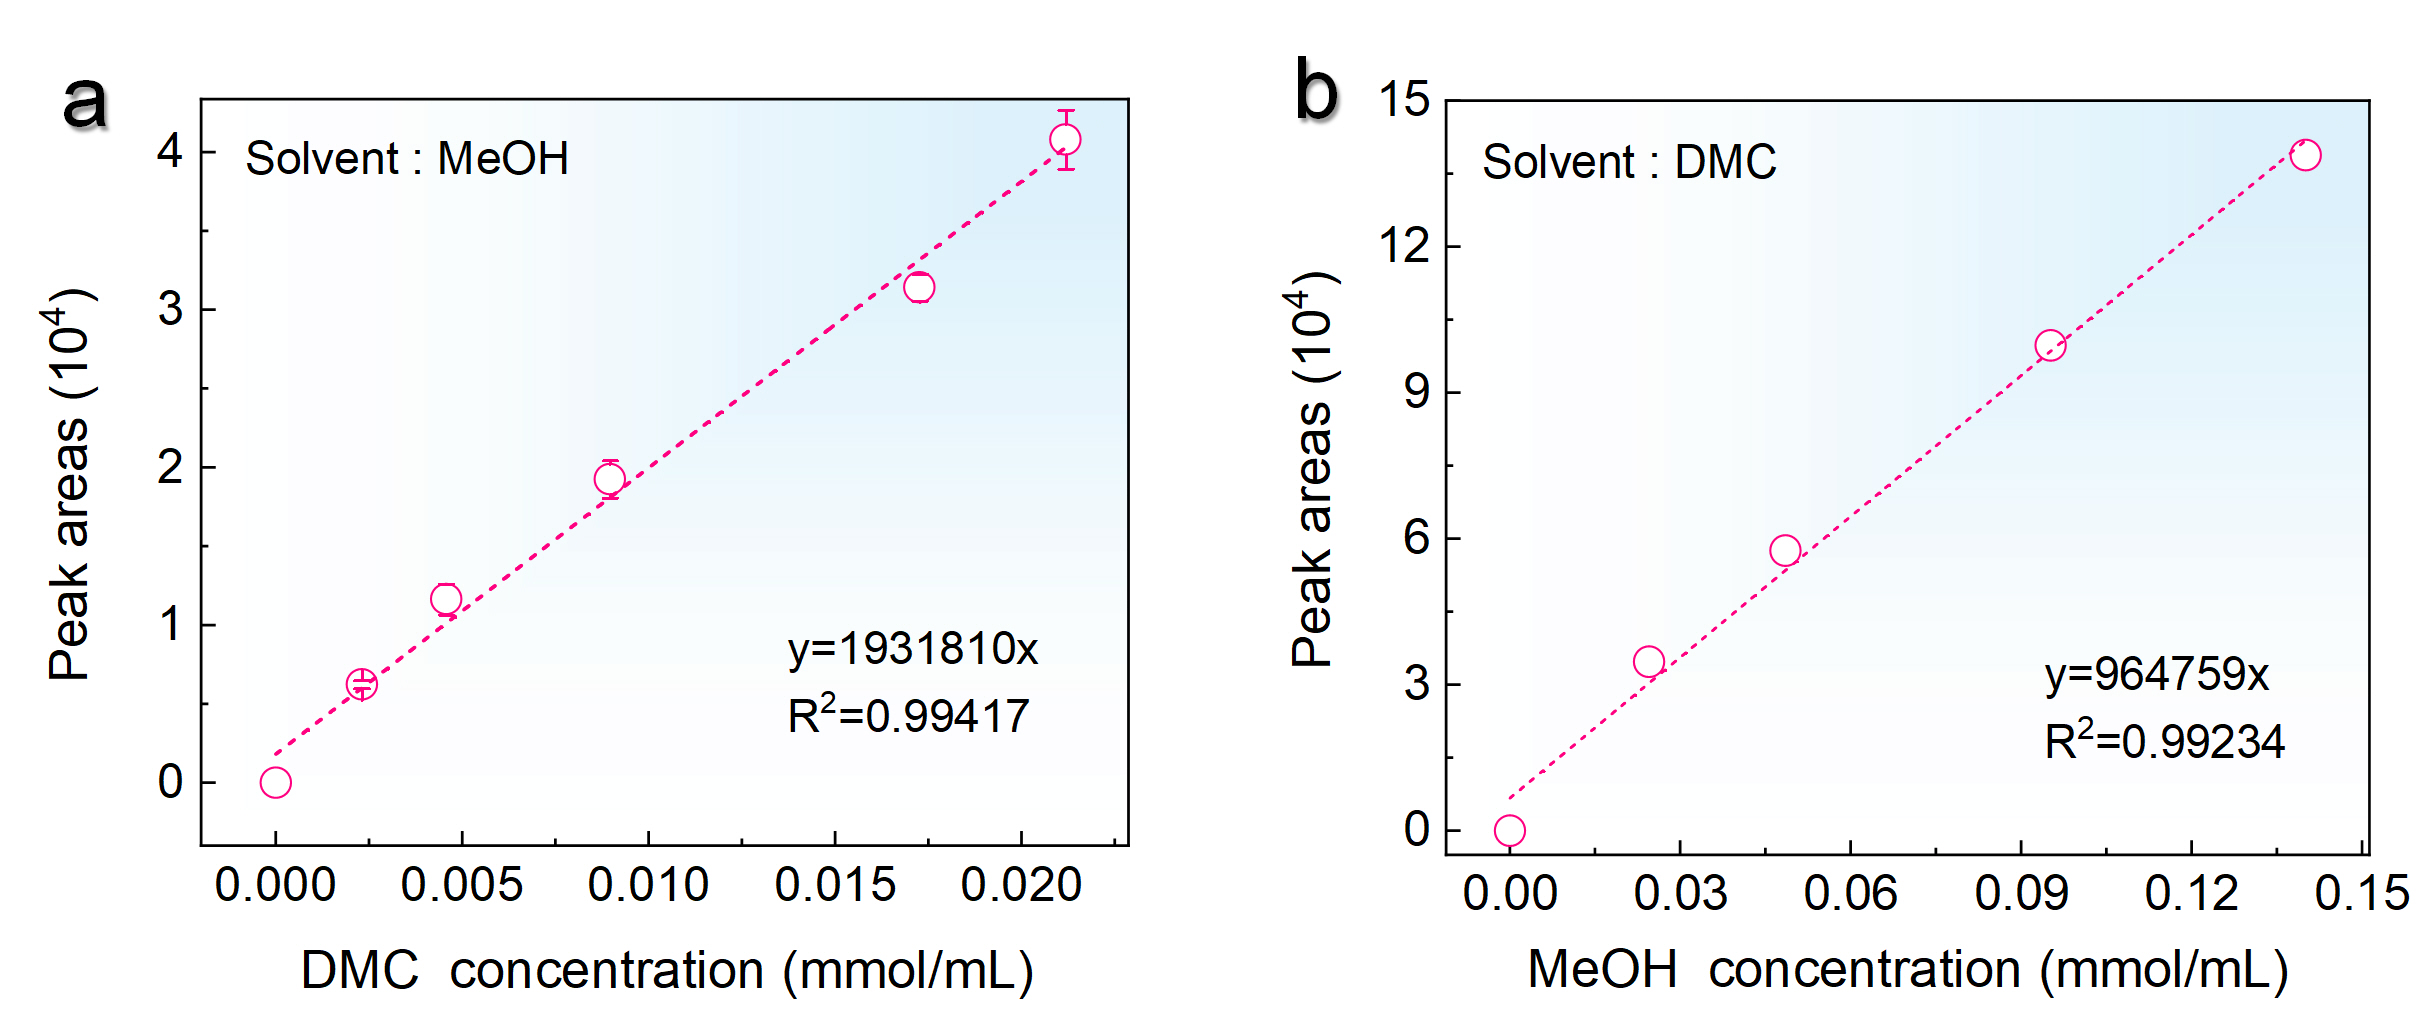 a
Solvent : MeOH
4
3
2
1
0
Peak areas (10⁴)
y=1931810x
R²=0.99417
0.000 0.005 0.010 0.015 0.020
DMC concentration (mmol/mL)
b
Solvent : DMC
15
12
9
6
3
0
Peak areas (10⁴)
y=964759x
R²=0.99234
0.00 0.03 0.06 0.09 0.12 0.15
MeOH concentration (mmol/mL)